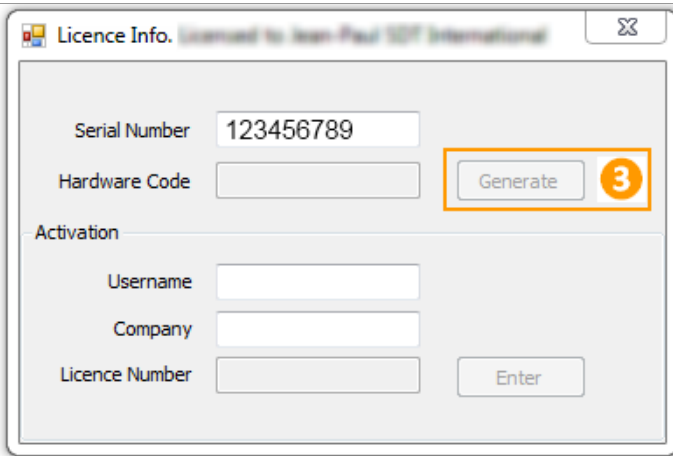 Licence Info.
Serial Number 123456789
Hardware Code Generate 3
Activation
Username
Company
Licence Number Enter